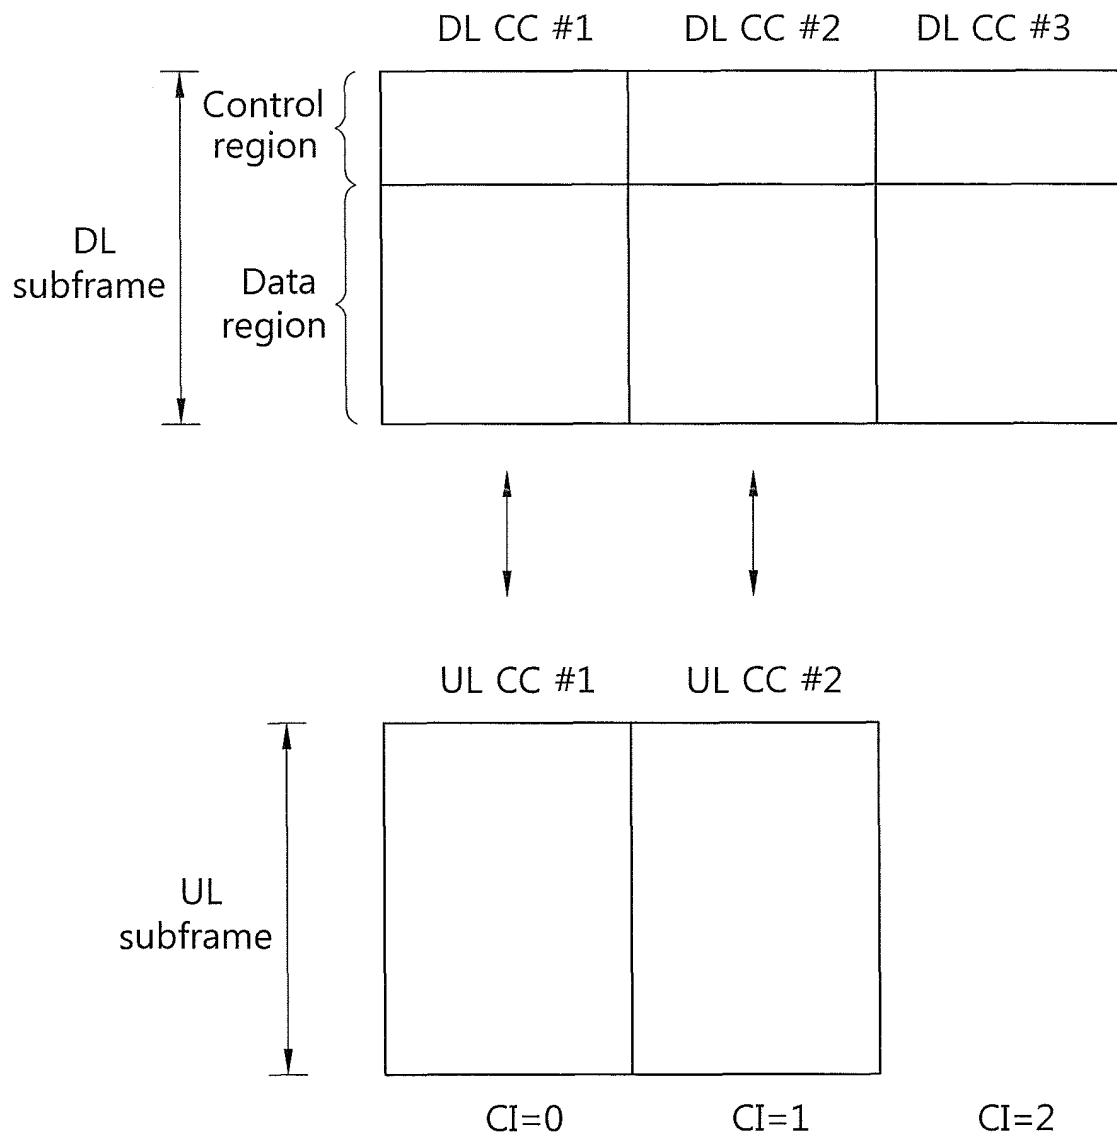 DL CC #1 DL CC #2 DL CC #3
Control
region
DL
subframe
Data
region
UL CC #1 UL CC #2
UL
subframe
CI=0 CI=1 CI=2